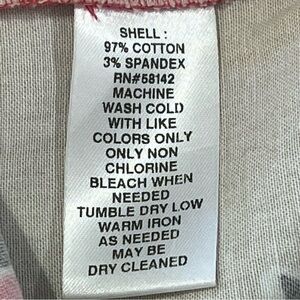 SHELL :
97% COTTON
3% SPANDEX
RN#58142
MACHINE
WASH COLD
WITH LIKE
COLORS ONLY
ONLY NON
CHLORINE
BLEACH WHEN
NEEDED
TUMBLE DRY LOW
WARM IRON
AS NEEDED
MAY BE
DRY CLEANED